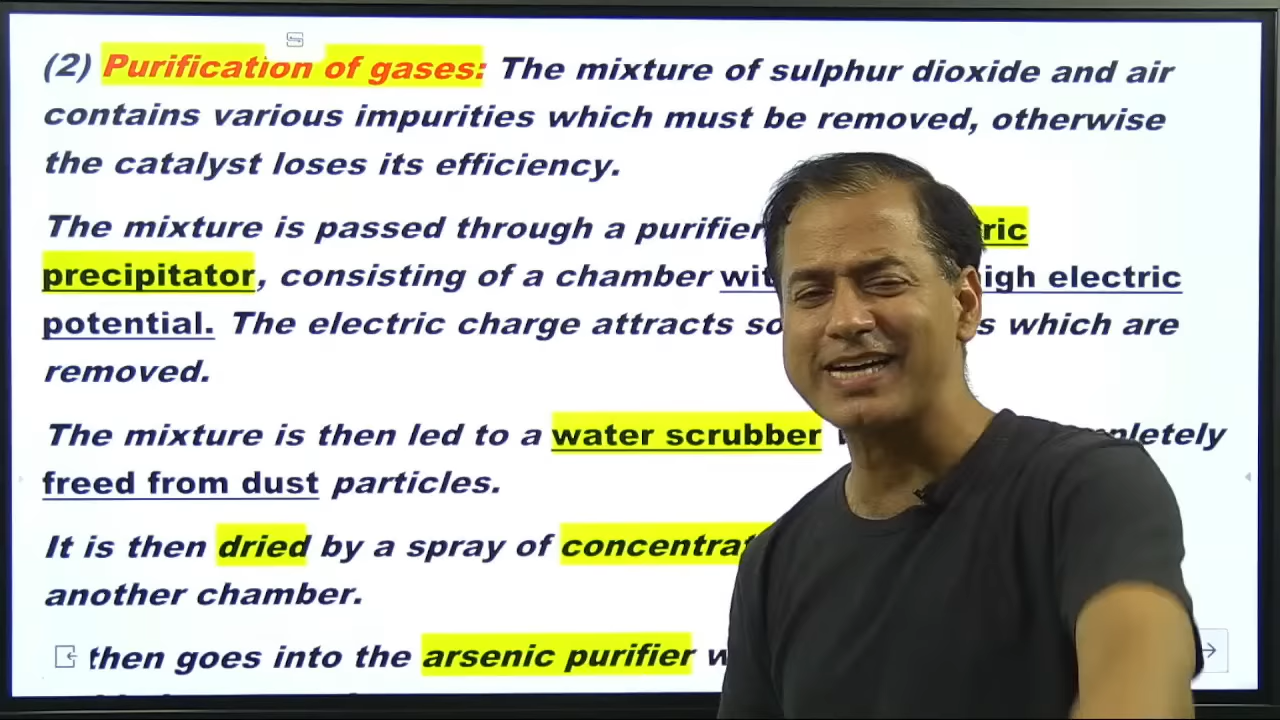 (2) Purification of gases: The mixture of sulphur dioxide and air
contains various impurities which must be removed, otherwise
the catalyst loses its efficiency.
The mixture is passed through a purifier
precipitator, consisting of a chamber electric
potential. The electric charge attracts which are
removed.
The mixture is then led to a water scrubber
freed from dust particles.
It is then dried by a spray of
another chamber.
then goes into the arsenic purifier